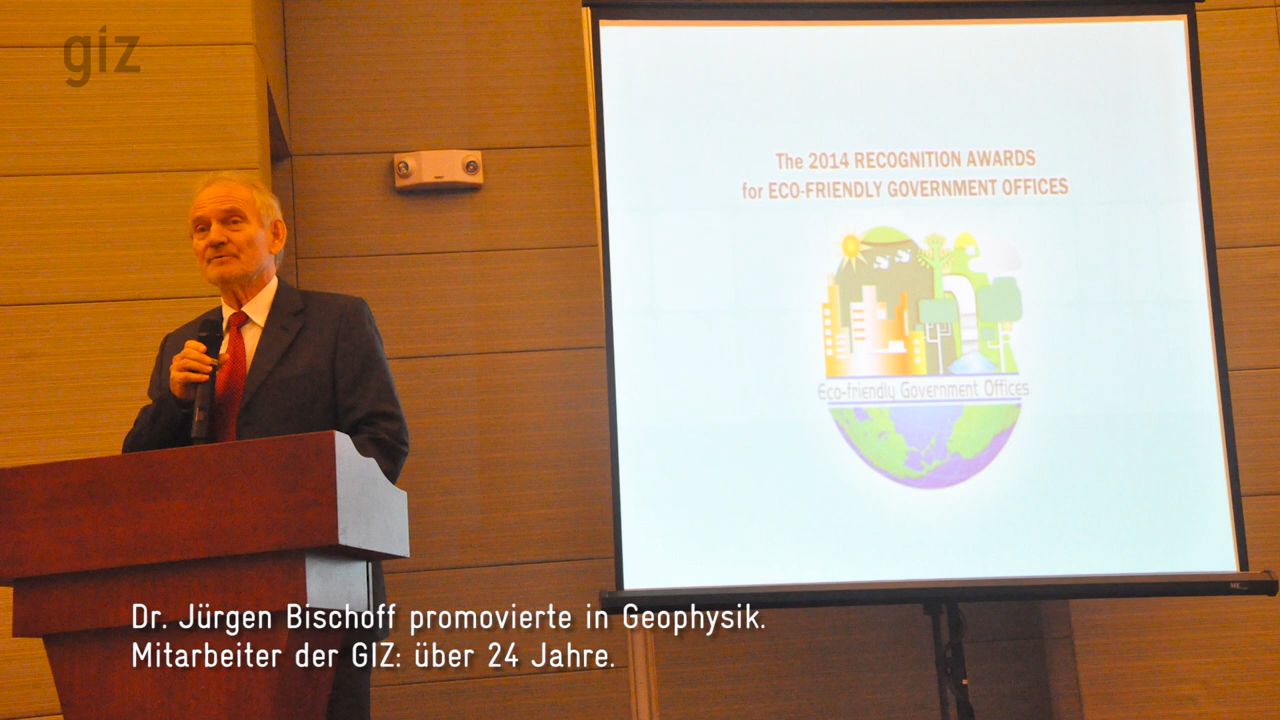 giz
The 2014 RECOGNITION AWARDS
for ECO-FRIENDLY GOVERNMENT OFFICES
Eco-friendly Government Offices
Dr. Jürgen Bischoff promovierte in Geophysik.
Mitarbeiter der GIZ: über 24 Jahre.